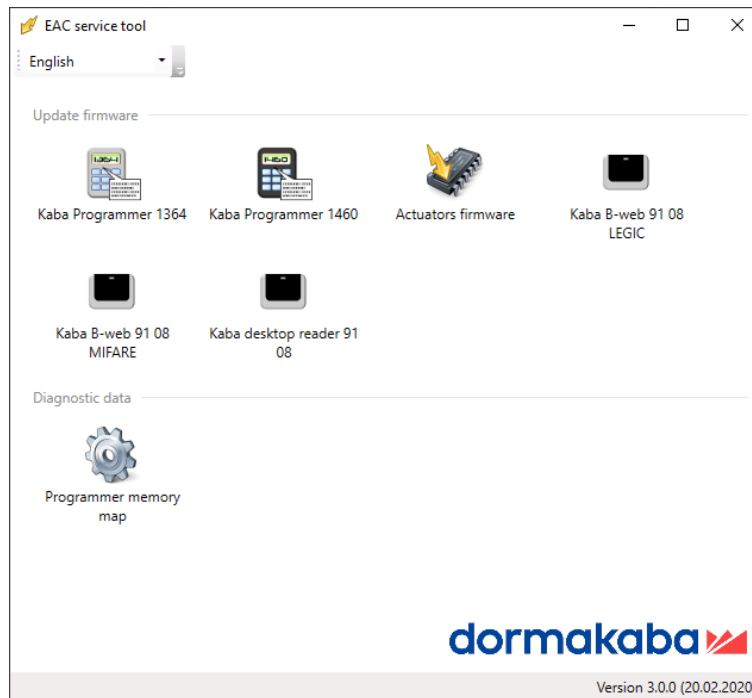 EAC service tool
English
Update firmware
Kaba Programmer 1364
Kaba Programmer 1460
Actuators firmware
Kaba B-web 91 08
LEGIC
Kaba B-web 91 08
MIFARE
Kaba desktop reader 91
08
Diagnostic data
Programmer memory
map
dormakaba
Version 3.0.0 (20.02.2020